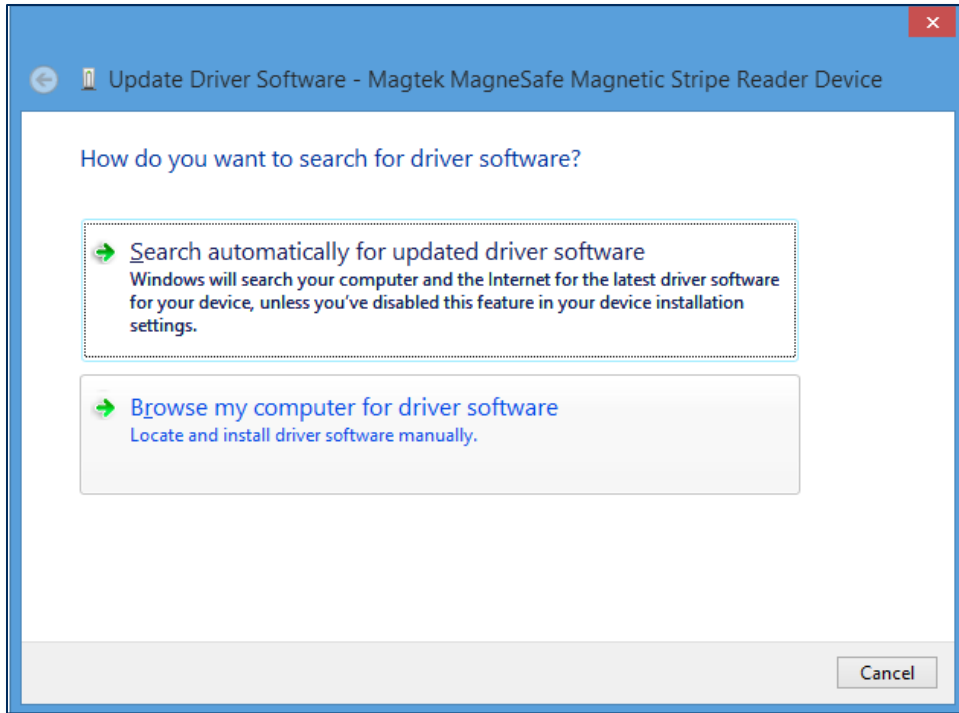 Update Driver Software - Magtek MagneSafe Magnetic Stripe Reader Device
How do you want to search for driver software?
Search automatically for updated driver software
Windows will search your computer and the Internet for the latest driver software
for your device, unless you've disabled this feature in your device installation
settings.
Browse my computer for driver software
Locate and install driver software manually.
Cancel